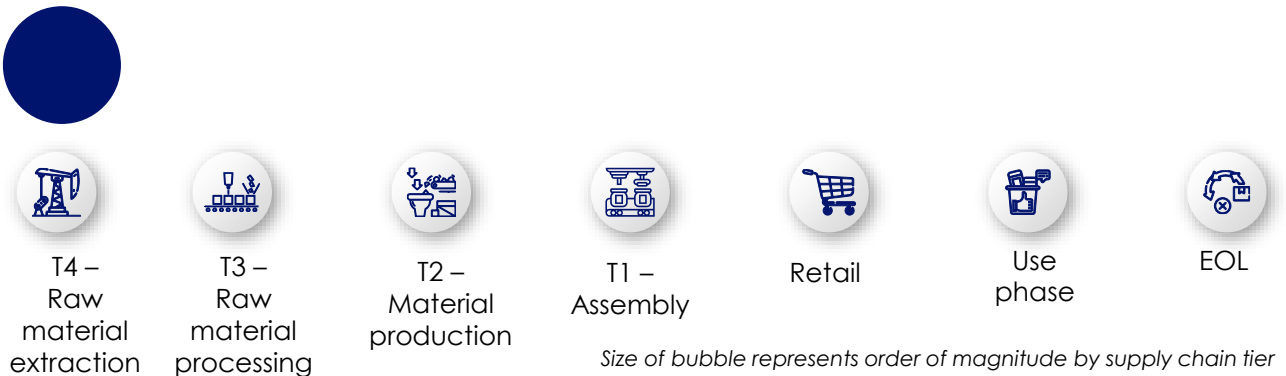 T4 –
Raw
material
extraction
T3 –
Raw
material
processing
T2 –
Material
production
T1 –
Assembly
Retail
Use
phase
EOL
Size of bubble represents order of magnitude by supply chain tier